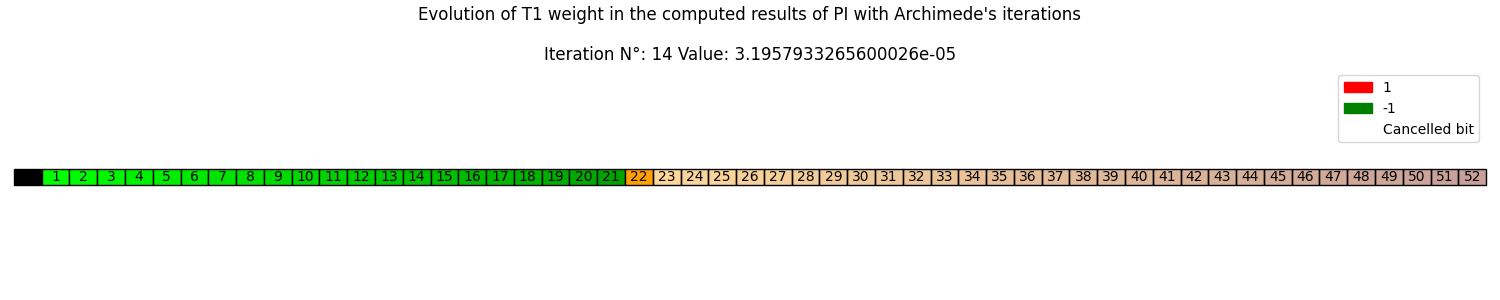 Evolution of T1 weight in the computed results of PI with Archimede's iterations
Iteration N°: 14 Value: 3.1957933265600026e-05
1
-1
Cancelled bit
1 2 3 4 5 6 7 8 9 10 11 12 13 14 15 16 17 18 19 20 21 22 23 24 25 26 27 28 29 30 31 32 33 34 35 36 37 38 39 40 41 42 43 44 45 46 47 48 49 50 51 52